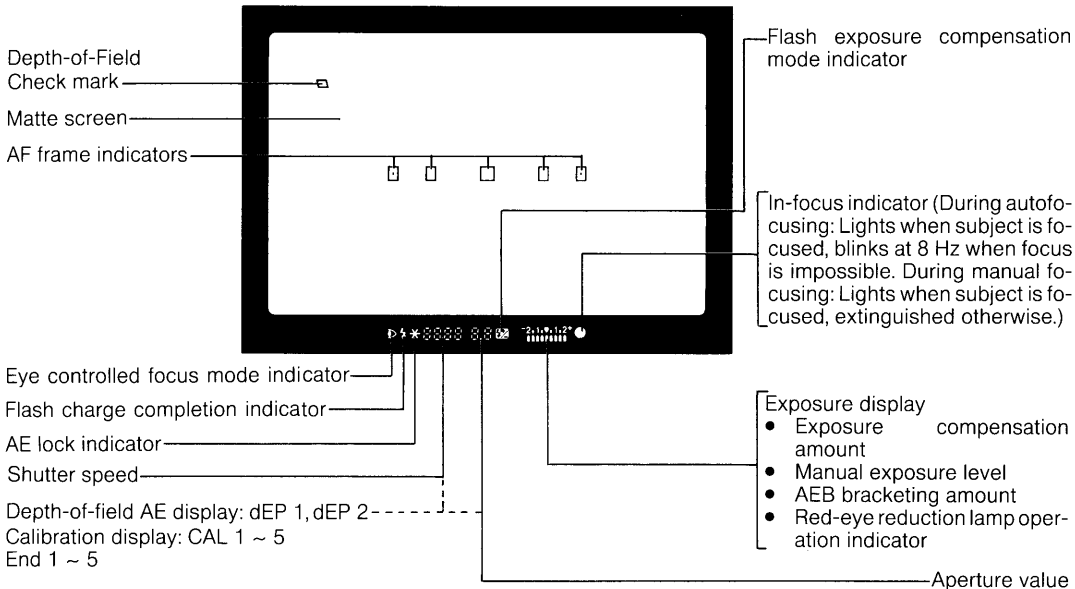 Depth-of-Field
Check mark
Matte screen
AF frame indicators
Flash exposure compensation
mode indicator
In-focus indicator (During autofo-
cusing: Lights when subject is fo-
cused, blinks at 8 Hz when focus
is impossible. During manual fo-
cusing: Lights when subject is fo-
cused, extinguished otherwise.)
-2.1.▼.1.2+
Eye controlled focus mode indicator
Flash charge completion indicator
AE lock indicator
Shutter speed
Depth-of-field AE display: dEP 1, dEP 2
Calibration display: CAL 1 ~ 5
End 1 ~ 5
Exposure display
● Exposure compensation
amount
● Manual exposure level
● AEB bracketing amount
● Red-eye reduction lamp oper-
ation indicator
Aperture value